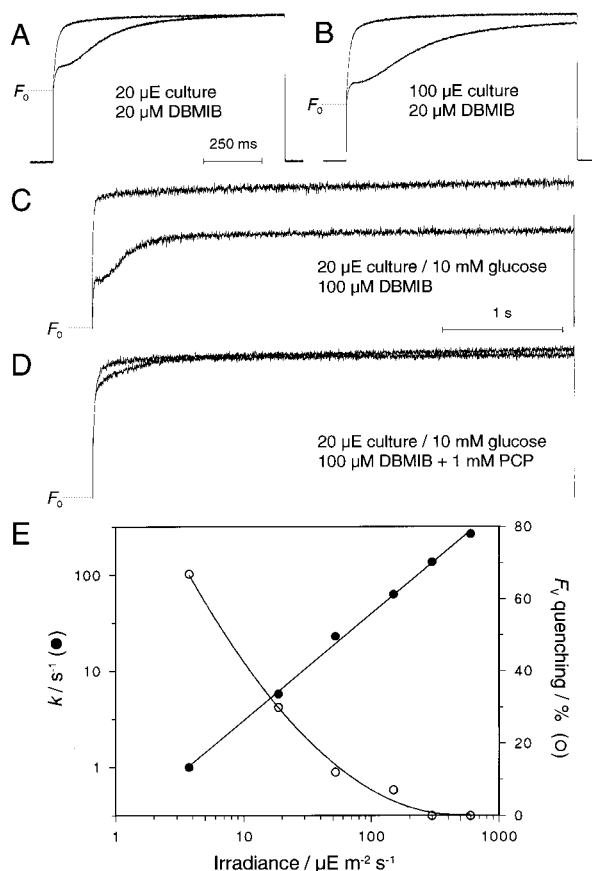 A
B
F₀
20 µE culture
20 µM DBMIB
250 ms
F₀
100 µE culture
20 µM DBMIB
C
20 µE culture / 10 mM glucose
100 µM DBMIB
1 s
F₀
D
20 µE culture / 10 mM glucose
100 µM DBMIB + 1 mM PCP
F₀
E
k / s⁻¹ (●)
100
10
1
80
60
40
20
0
Fᵥ quenching / % (○)
1 10 100 1000
Irradiance / µE m⁻² s⁻¹